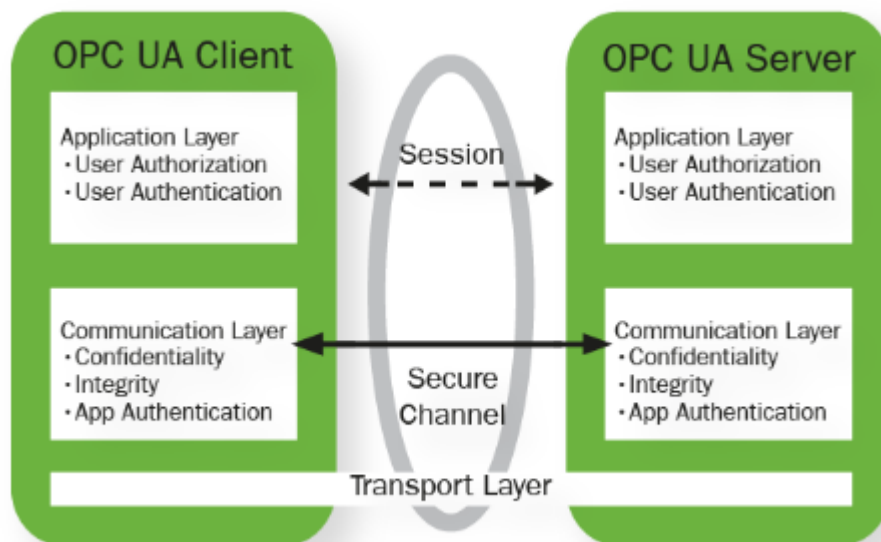 OPC UA Client
Application Layer
· User Authorization
· User Authentication
Communication Layer
· Confidentiality
· Integrity
· App Authentication
Session
Secure
Channel
Transport Layer
OPC UA Server
Application Layer
· User Authorization
· User Authentication
Communication Layer
· Confidentiality
· Integrity
· App Authentication